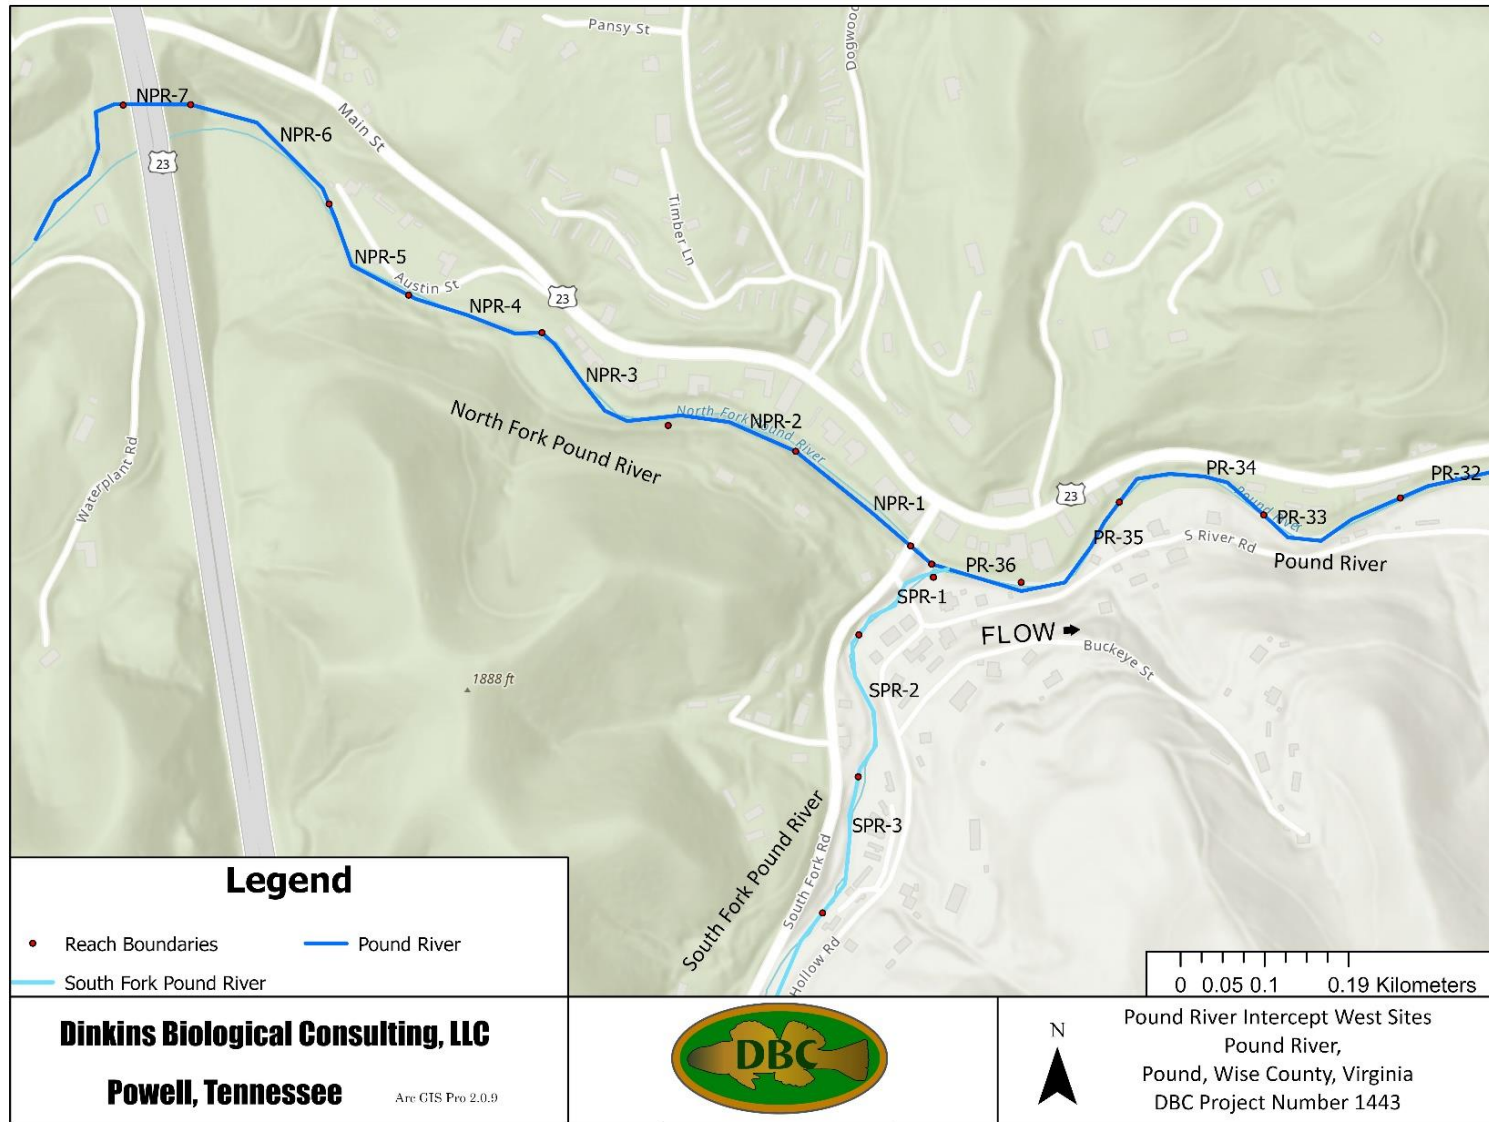 Pansy St
Dogwood
NPR-7
Main St
NPR-6
23
Timber Ln
NPR-5
Austin St
NPR-4
23
NPR-3
North Fork Pound River
NPR-2
North Fork Pound River
Waterplant Rd
NPR-1
23
PR-34
PR-32
Pound River
PR-33
PR-35
S River Rd
Pound River
PR-36
SPR-1
FLOW
Buckeye St
1888 ft
SPR-2
SPR-3
South Fork Pound River
South Fork Rd
Hollow Rd
Legend
Reach Boundaries
Pound River
South Fork Pound River
0 0.05 0.1 0.19 Kilometers
Dinkins Biological Consulting, LLC
Powell, Tennessee
Arc GIS Pro 2.0.9
DBC
N
Pound River Intercept West Sites
Pound River,
Pound, Wise County, Virginia
DBC Project Number 1443